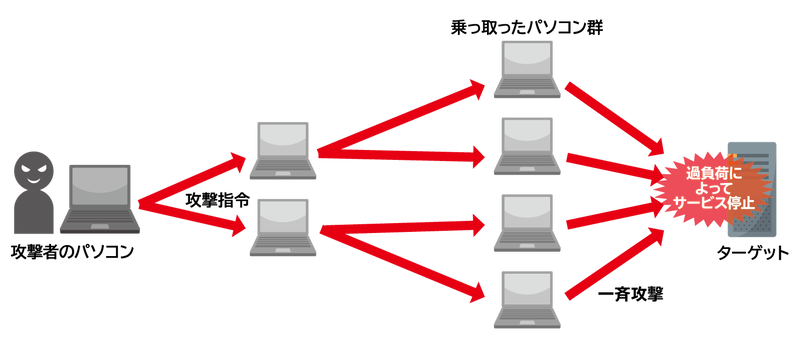 乗っ取ったパソコン群
攻撃指令
攻撃者のパソコン
過負荷に
よって
サービス停止
ターゲット
一斉攻撃